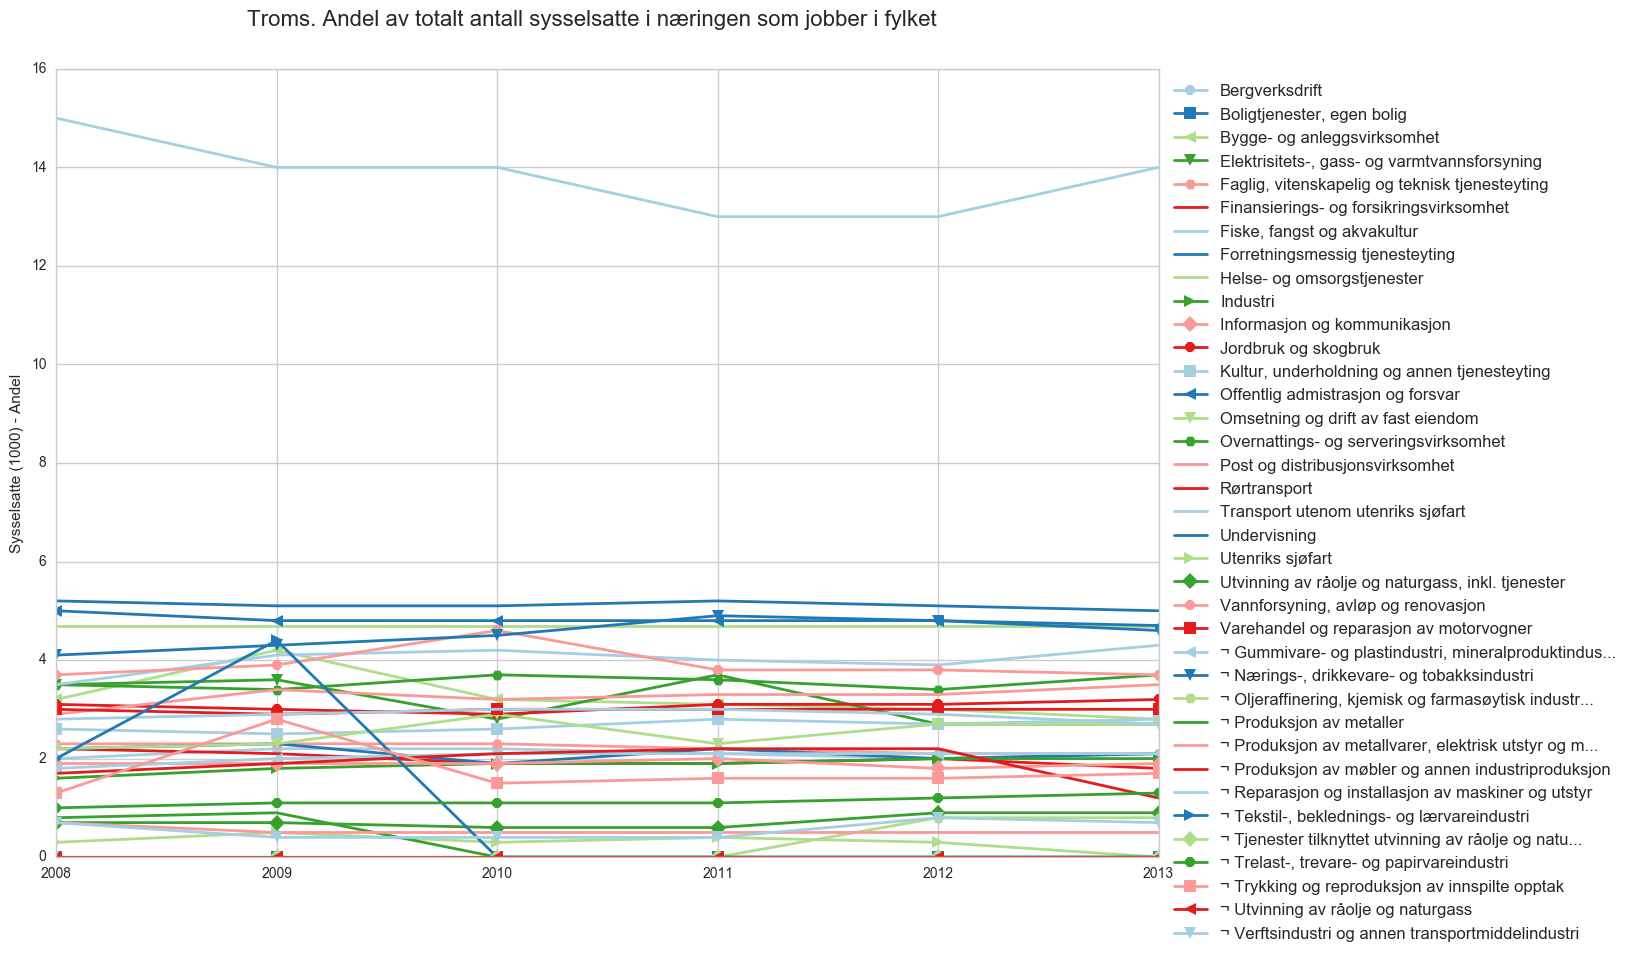 Troms. Andel av totalt antall sysselsatte i næringen som jobber i fylket
Sysselsatte (1000) - Andel
16
14
12
10
8
6
4
2
0
2008 2009 2010 2011 2012 2013
Bergverksdrift
Boligtjenester, egen bolig
Bygge- og anleggsvirksomhet
Elektrisitets-, gass- og varmtvannsforsyning
Faglig, vitenskapelig og teknisk tjenesteyting
Finansierings- og forsikringsvirksomhet
Fiske, fangst og akvakultur
Forretningsmessig tjenesteyting
Helse- og omsorgstjenester
Industri
Informasjon og kommunikasjon
Jordbruk og skogbruk
Kultur, underholdning og annen tjenesteyting
Offentlig admistrasjon og forsvar
Omsetning og drift av fast eiendom
Overnattings- og serveringsvirksomhet
Post og distribusjonsvirksomhet
Rørtransport
Transport utenom utenriks sjøfart
Undervisning
Utenriks sjøfart
Utvinning av råolje og naturgass, inkl. tjenester
Vannforsyning, avløp og renovasjon
Varehandel og reparasjon av motorvogner
¬ Gummivare- og plastindustri, mineralproduktindus...
¬ Nærings-, drikkevare- og tobakksindustri
¬ Oljeraffinering, kjemisk og farmasøytisk industr...
¬ Produksjon av metaller
¬ Produksjon av metallvarer, elektrisk utstyr og m...
¬ Produksjon av møbler og annen industriproduksjon
¬ Reparasjon og installasjon av maskiner og utstyr
¬ Tekstil-, beklednings- og lærvareindustri
¬ Tjenester tilknyttet utvinning av råolje og natu...
¬ Trelast-, trevare- og papirvareindustri
¬ Trykking og reproduksjon av innspilte opptak
¬ Utvinning av råolje og naturgass
¬ Verftsindustri og annen transportmiddelindustri